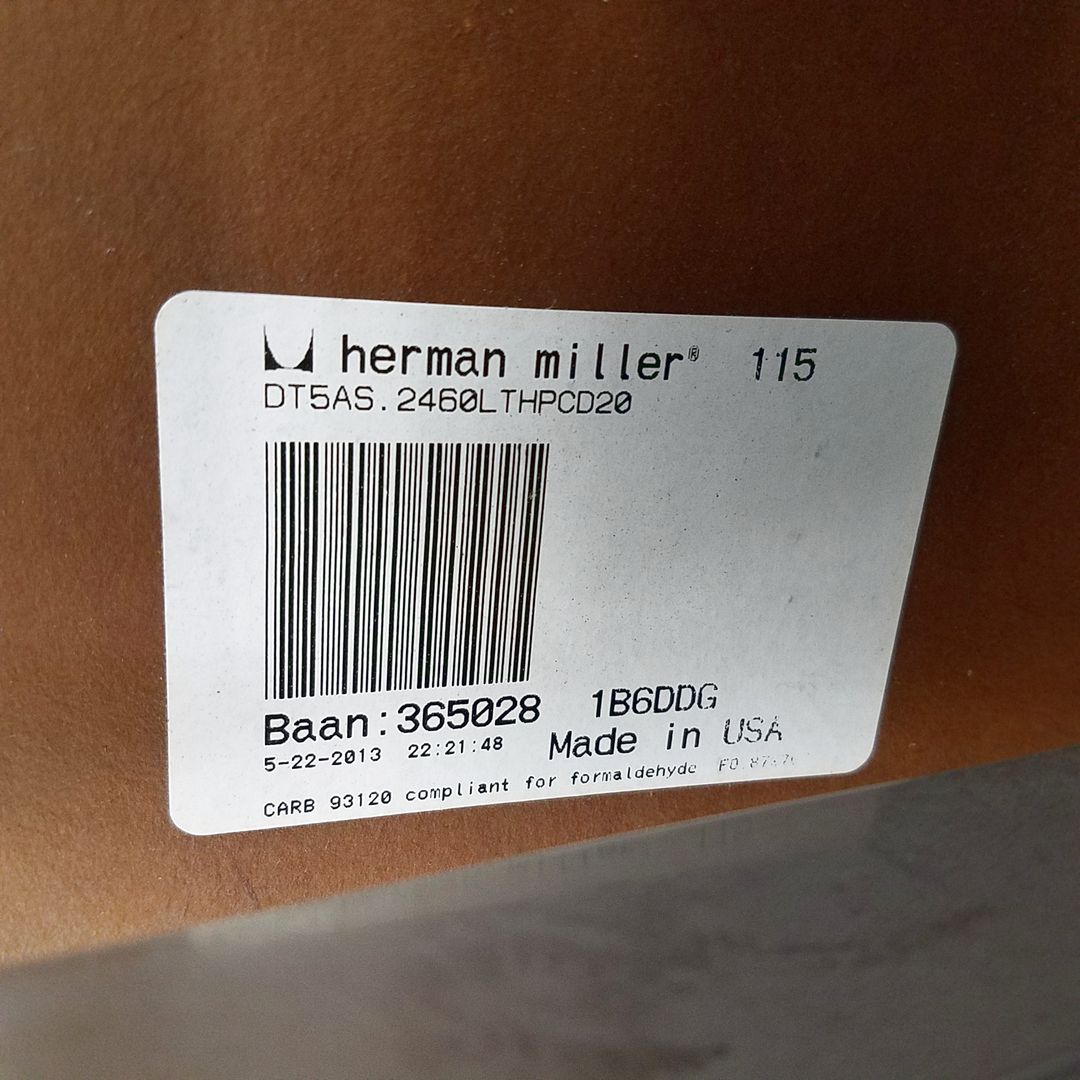 herman miller® 115
DT5AS.2460LTHPCD20
Baan:365028 1B6DDG
5-22-2013 22:21:48 Made in USA
CARB 93120 compliant for formaldehyde